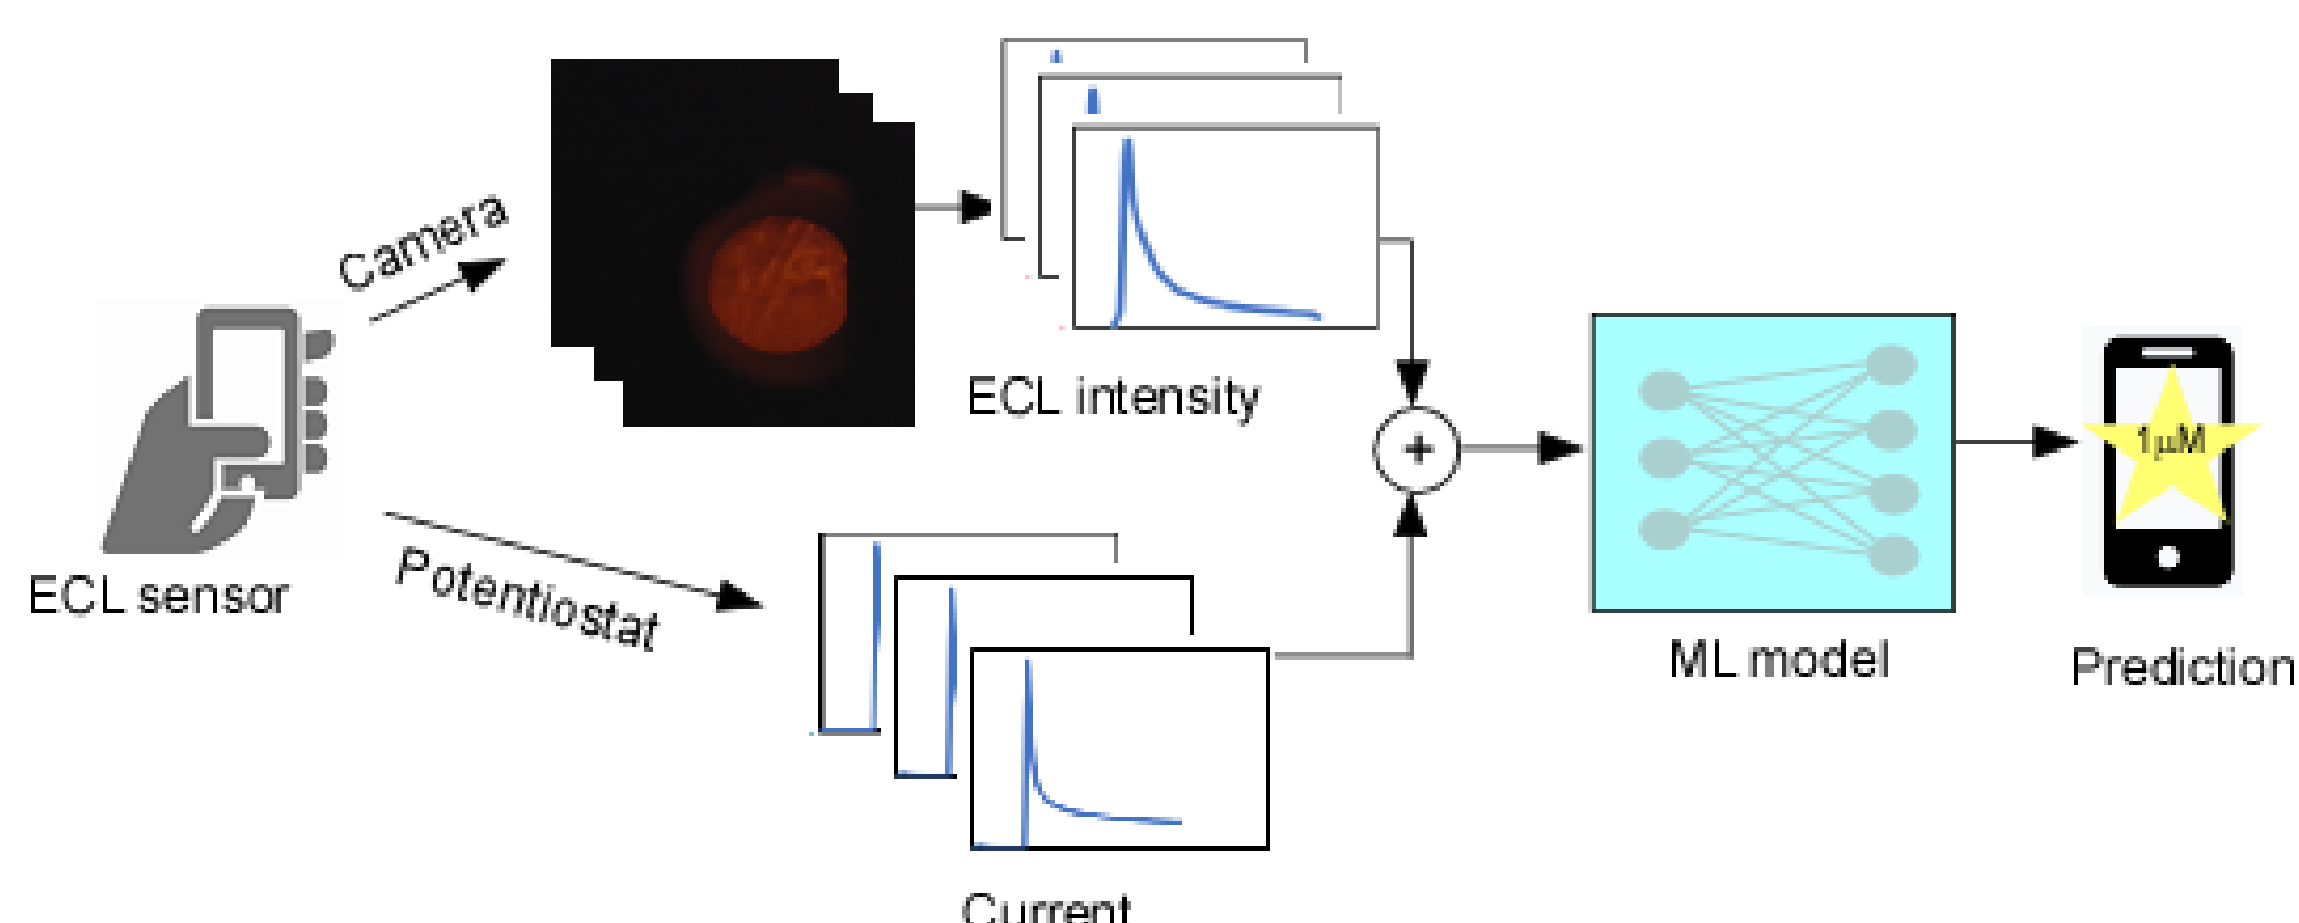 Camera
ECL sensor
Potentiostat
ECL intensity
Current
+
ML model
1µM
Prediction